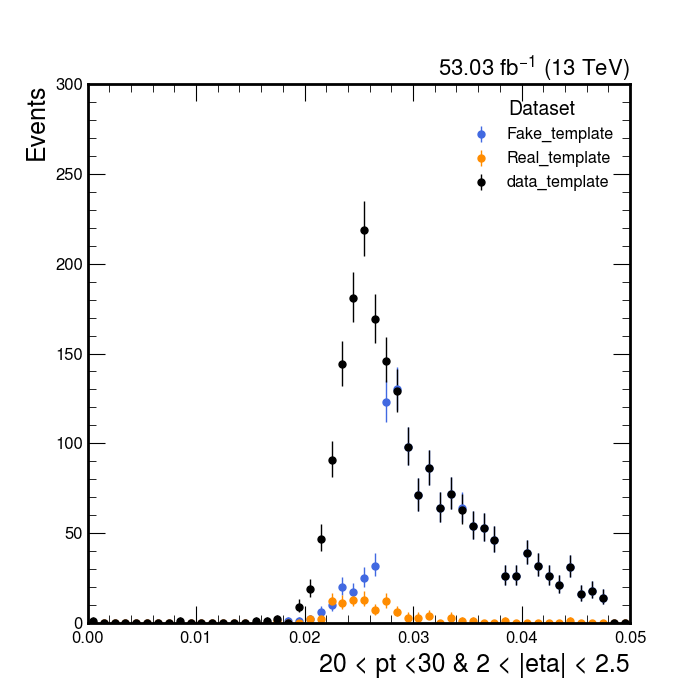 53.03 fb⁻¹ (13 TeV)
Events
300
250
200
150
100
50
0
Dataset
Fake_template
Real_template
data_template
0.00 0.01 0.02 0.03 0.04 0.05
20 < pt <30 & 2 < |eta| < 2.5